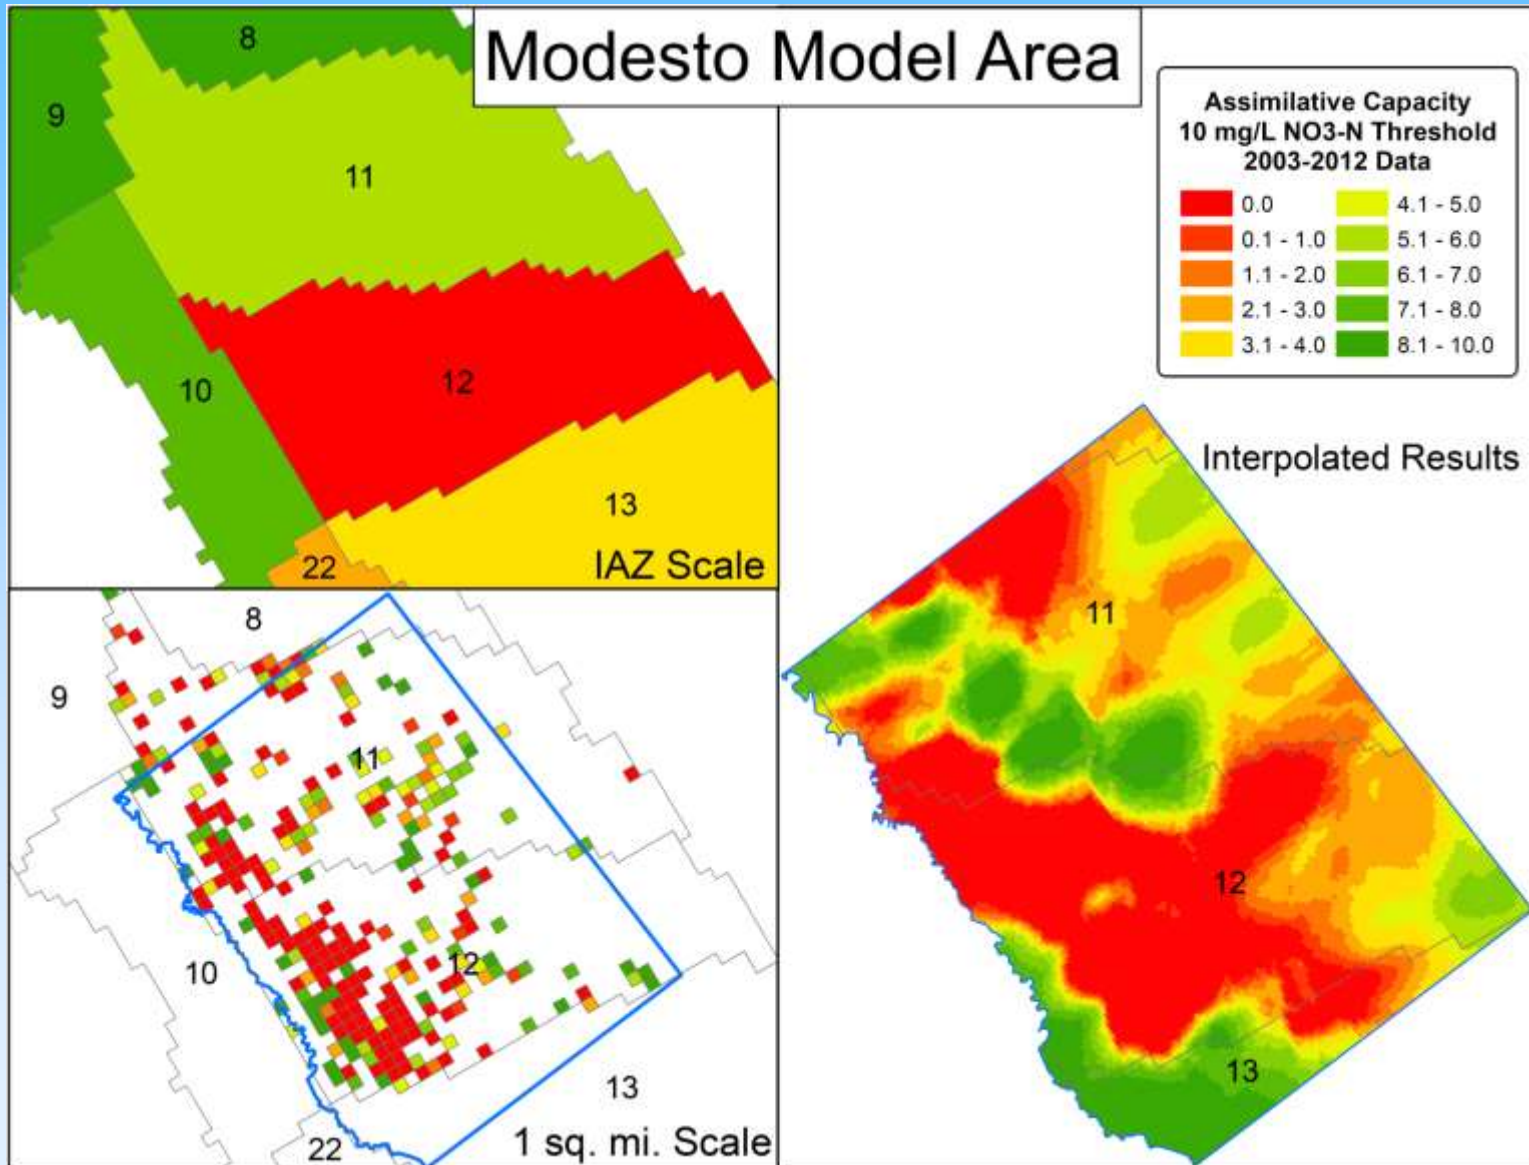 Modesto Model Area
8
9
11
10
12
13
22
IAZ Scale
8
9
11
10
12
13
22
1 sq. mi. Scale
Assimilative Capacity
10 mg/L NO3-N Threshold
2003-2012 Data
0.0 4.1 - 5.0
0.1 - 1.0 5.1 - 6.0
1.1 - 2.0 6.1 - 7.0
2.1 - 3.0 7.1 - 8.0
3.1 - 4.0 8.1 - 10.0
Interpolated Results
11
12
13